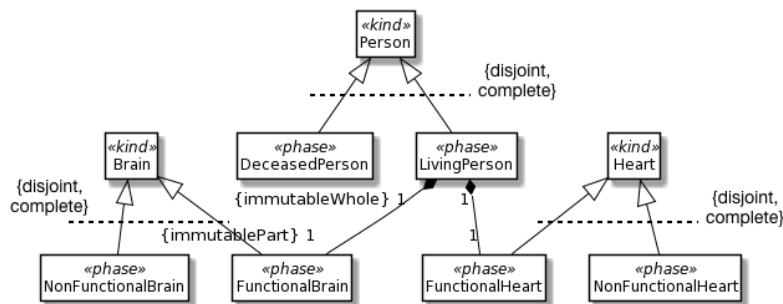 «kind»
Person
{disjoint,
complete}
«phase»
DeceasedPerson
«phase»
LivingPerson
«kind»
Brain
«kind»
Heart
{disjoint,
complete}
{immutableWhole} 1
1
{disjoint,
complete}
{immutablePart} 1
1
«phase»
NonFunctionalBrain
«phase»
FunctionalBrain
«phase»
FunctionalHeart
«phase»
NonFunctionalHeart